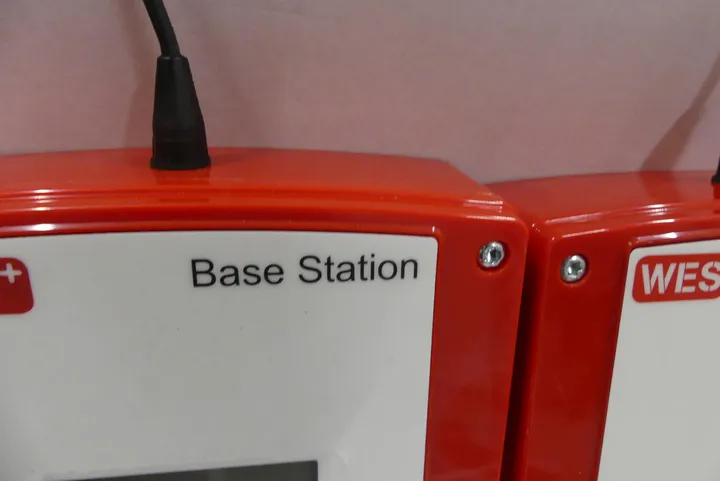 +
Base Station
WES